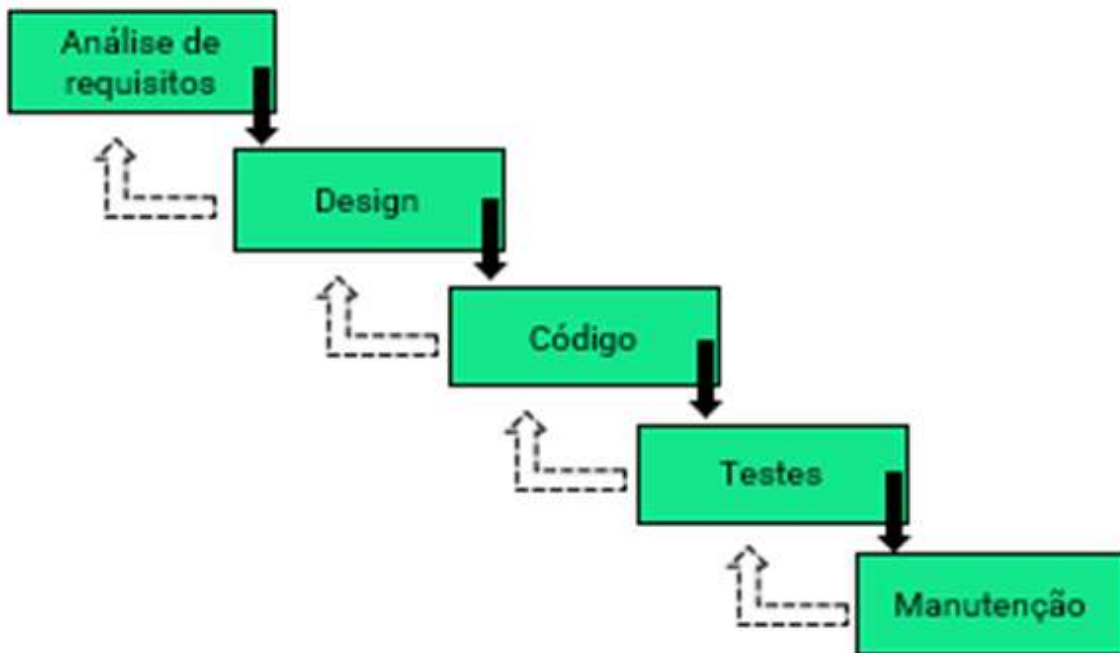 Análise de
requisitos
Design
Código
Testes
Manutenção